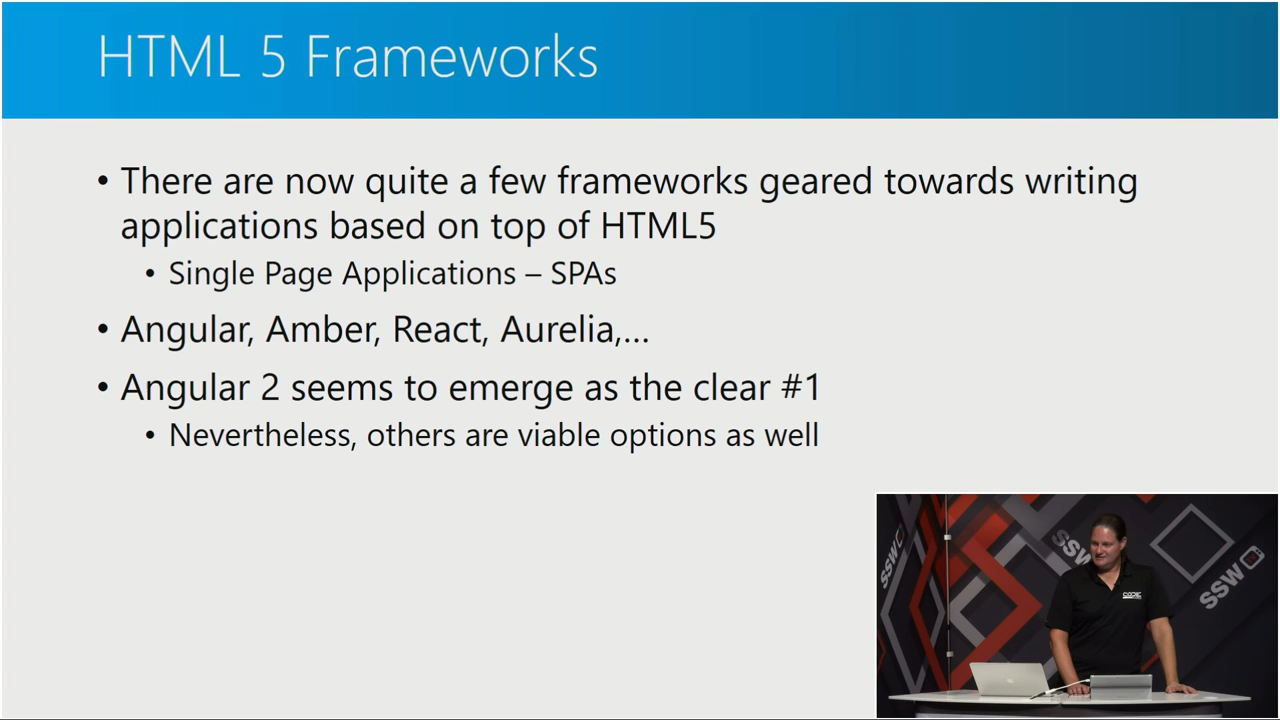 HTML 5 Frameworks
• There are now quite a few frameworks geared towards writing
applications based on top of HTML5
• Single Page Applications – SPAs
• Angular, Amber, React, Aurelia,...
• Angular 2 seems to emerge as the clear #1
• Nevertheless, others are viable options as well
SSW
SSW
SSW
CODE